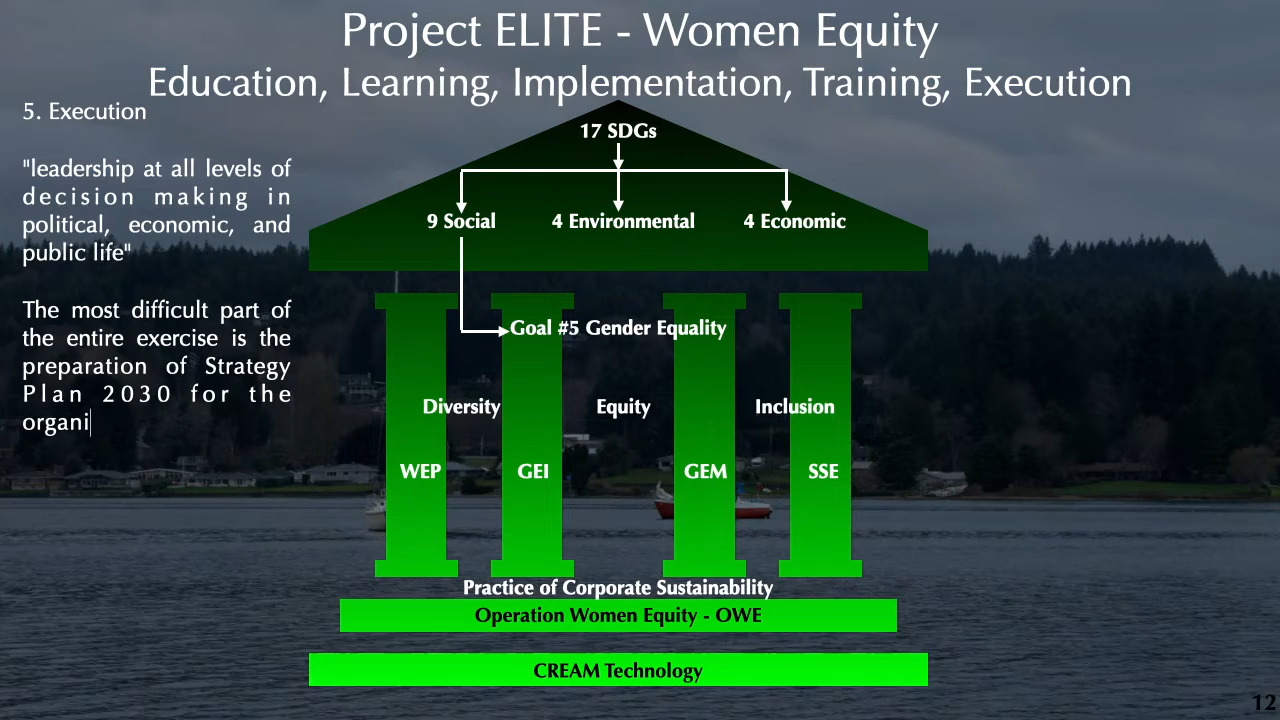 Project ELITE - Women Equity
Education, Learning, Implementation, Training, Execution
5. Execution
"leadership at all levels of
decision making in
political, economic, and
public life"
The most difficult part of
the entire exercise is the
preparation of Strategy
Plan 2030 for the
organi
17 SDGs
9 Social
4 Environmental
4 Economic
Goal #5 Gender Equality
Diversity
Equity
Inclusion
WEP
GEI
GEM
SSE
Practice of Corporate Sustainability
Operation Women Equity - OWE
CREAM Technology
12